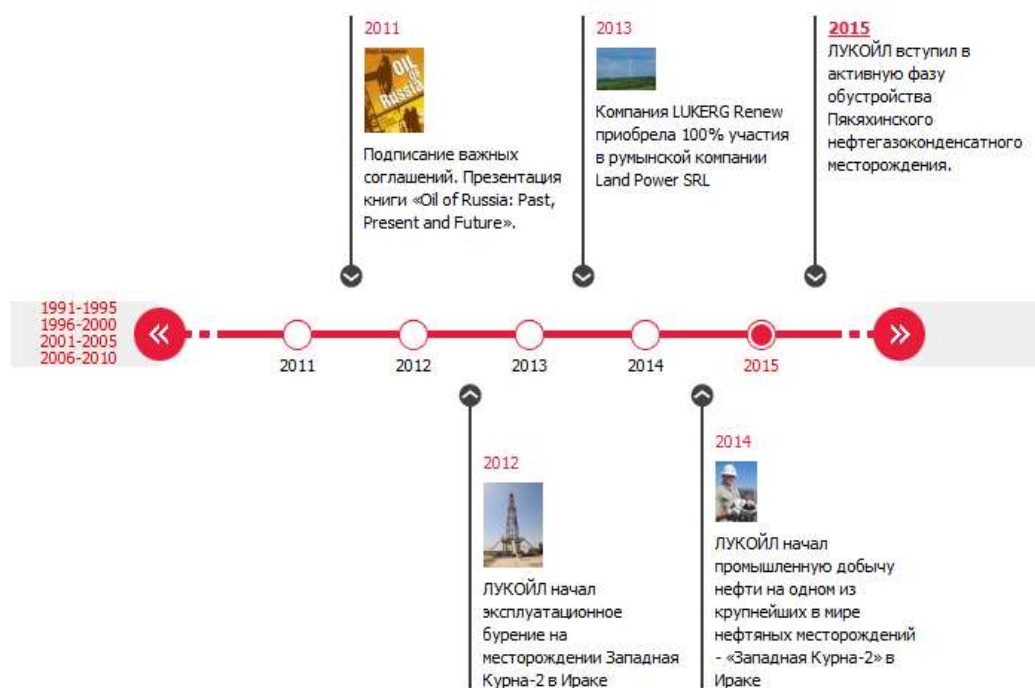 2011
OIL
of
Russia
Подписание важных
соглашений. Презентация
книги «Oil of Russia: Past,
Present and Future».
2013
Компания LUKERG Renew
приобрела 100% участия
в румынской компании
Land Power SRL
2015
ЛУКОЙЛ вступил в
активную фазу
обустройства
Пякяхинского
нефтегазоконденсатного
месторождения.
1991-1995
1996-2000
2001-2005
2006-2010
2011
2012
2013
2014
2015
2012
ЛУКОЙЛ начал
эксплуатационное
бурение на
месторождении Западная
Курна-2 в Ираке
2014
ЛУКОЙЛ начал
промышленную добычу
нефти на одном из
крупнейших в мире
нефтяных месторождений
- «Западная Курна-2» в
Ираке